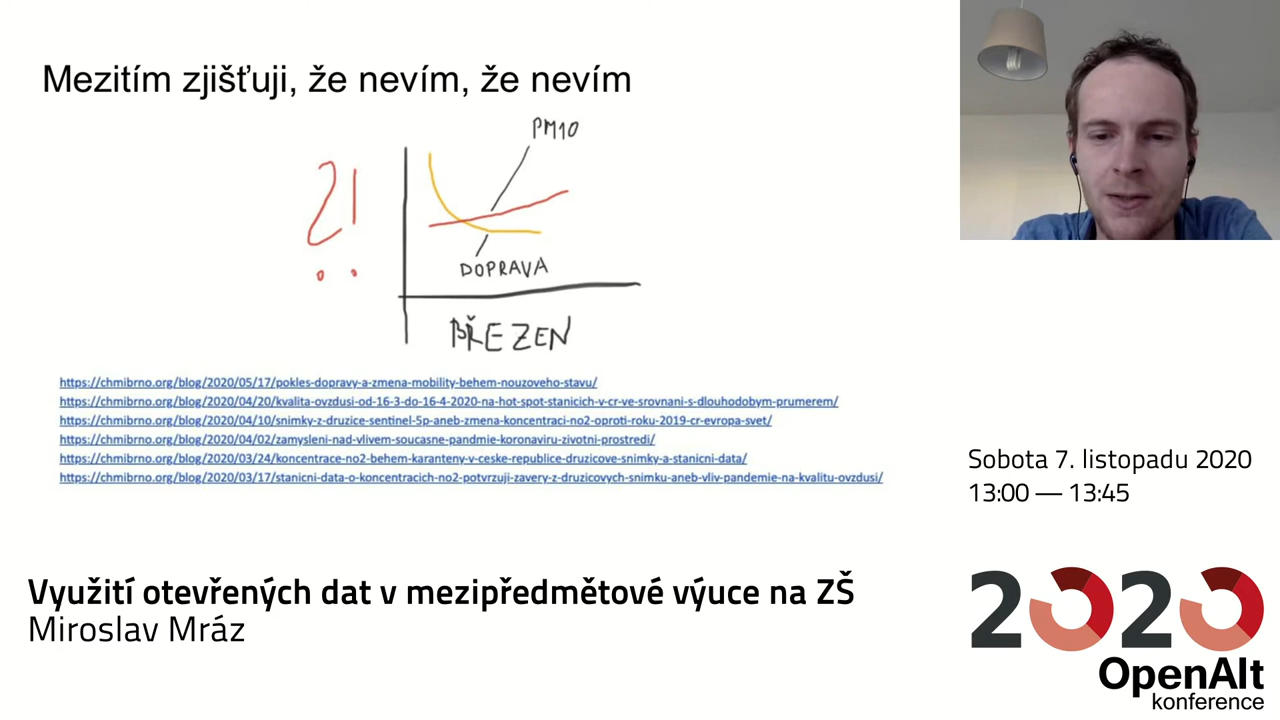 Mezitím zjišťuji, že nevím, že nevím
PM10
?!
DOPRAVA
BŘEZEN
https://chmibrno.org/blog/2020/05/17/pokles-dopravy-a-zmena-mobility-behem-nouzoveho-stavu/
https://chmibrno.org/blog/2020/04/20/kvalita-ovzdusi-od-16-3-do-16-4-2020-na-hot-spot-stanicich-v-cr-ve-srovnani-s-dlouhodobym-prumerem/
https://chmibrno.org/blog/2020/04/10/snimky-z-druzice-sentinel-5p-aneb-zmena-koncentraci-no2-oproti-roku-2019-cr-evropa-svet/
https://chmibrno.org/blog/2020/04/02/zamysleni-nad-vlivem-soucasne-pandmie-koronaviru-zivotni-prostredi/
https://chmibrno.org/blog/2020/03/24/koncentrace-no2-behem-karanteny-v-ceske-republice-druzicove-snimky-a-stanicni-data/
https://chmibrno.org/blog/2020/03/17/stanicni-data-o-koncentracich-no2-potvrzuji-zavery-z-druzicovych-snimku-aneb-vliv-pandemie-na-kvalitu-ovzdusi/
Sobota 7. listopadu 2020
13:00 — 13:45
Využití otevřených dat v mezipředmětové výuce na ZŠ
Miroslav Mráz
2020
OpenAlt
konference